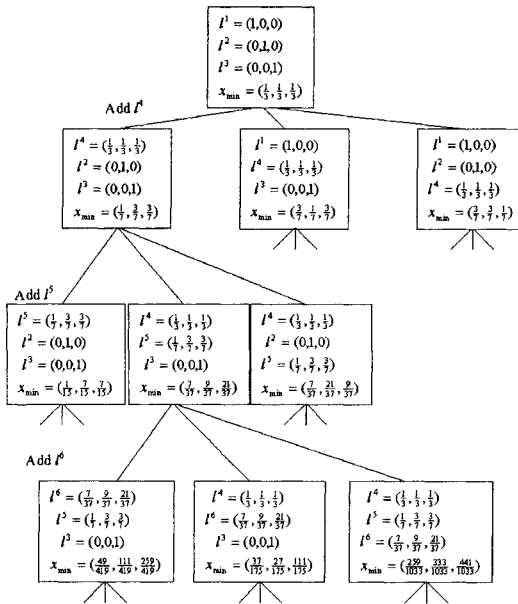 l¹ = (1,0,0)
l² = (0,1,0)
l³ = (0,0,1)
x_min = (1/3, 1/3, 1/3)
Add l⁴
l⁴ = (1/3, 1/3, 1/3)
l² = (0,1,0)
l³ = (0,0,1)
x_min = (1/7, 3/7, 3/7)
l¹ = (1,0,0)
l⁴ = (1/3, 1/3, 1/3)
l³ = (0,0,1)
x_min = (3/7, 1/7, 3/7)
l¹ = (1,0,0)
l² = (0,1,0)
l⁴ = (1/3, 1/3, 1/3)
x_min = (3/7, 3/7, 1/7)
Add l⁵
l⁵ = (1/7, 3/7, 3/7)
l² = (0,1,0)
l³ = (0,0,1)
x_min = (1/15, 7/15, 7/15)
l⁴ = (1/3, 1/3, 1/3)
l⁵ = (1/7, 3/7, 3/7)
l³ = (0,0,1)
x_min = (7/37, 9/37, 21/37)
l⁴ = (1/3, 1/3, 1/3)
l² = (0,1,0)
l⁵ = (1/7, 3/7, 3/7)
x_min = (7/37, 21/37, 9/37)
Add l⁶
l⁶ = (7/37, 9/37, 21/37)
l⁵ = (1/7, 3/7, 3/7)
l³ = (0,0,1)
x_min = (49/419, 111/419, 259/419)
l⁴ = (1/3, 1/3, 1/3)
l⁶ = (7/37, 9/37, 21/37)
l³ = (0,0,1)
x_min = (37/175, 27/175, 111/175)
l⁴ = (1/3, 1/3, 1/3)
l⁵ = (1/7, 3/7, 3/7)
l⁶ = (7/37, 9/37, 21/37)
x_min = (259/1033, 333/1033, 441/1033)